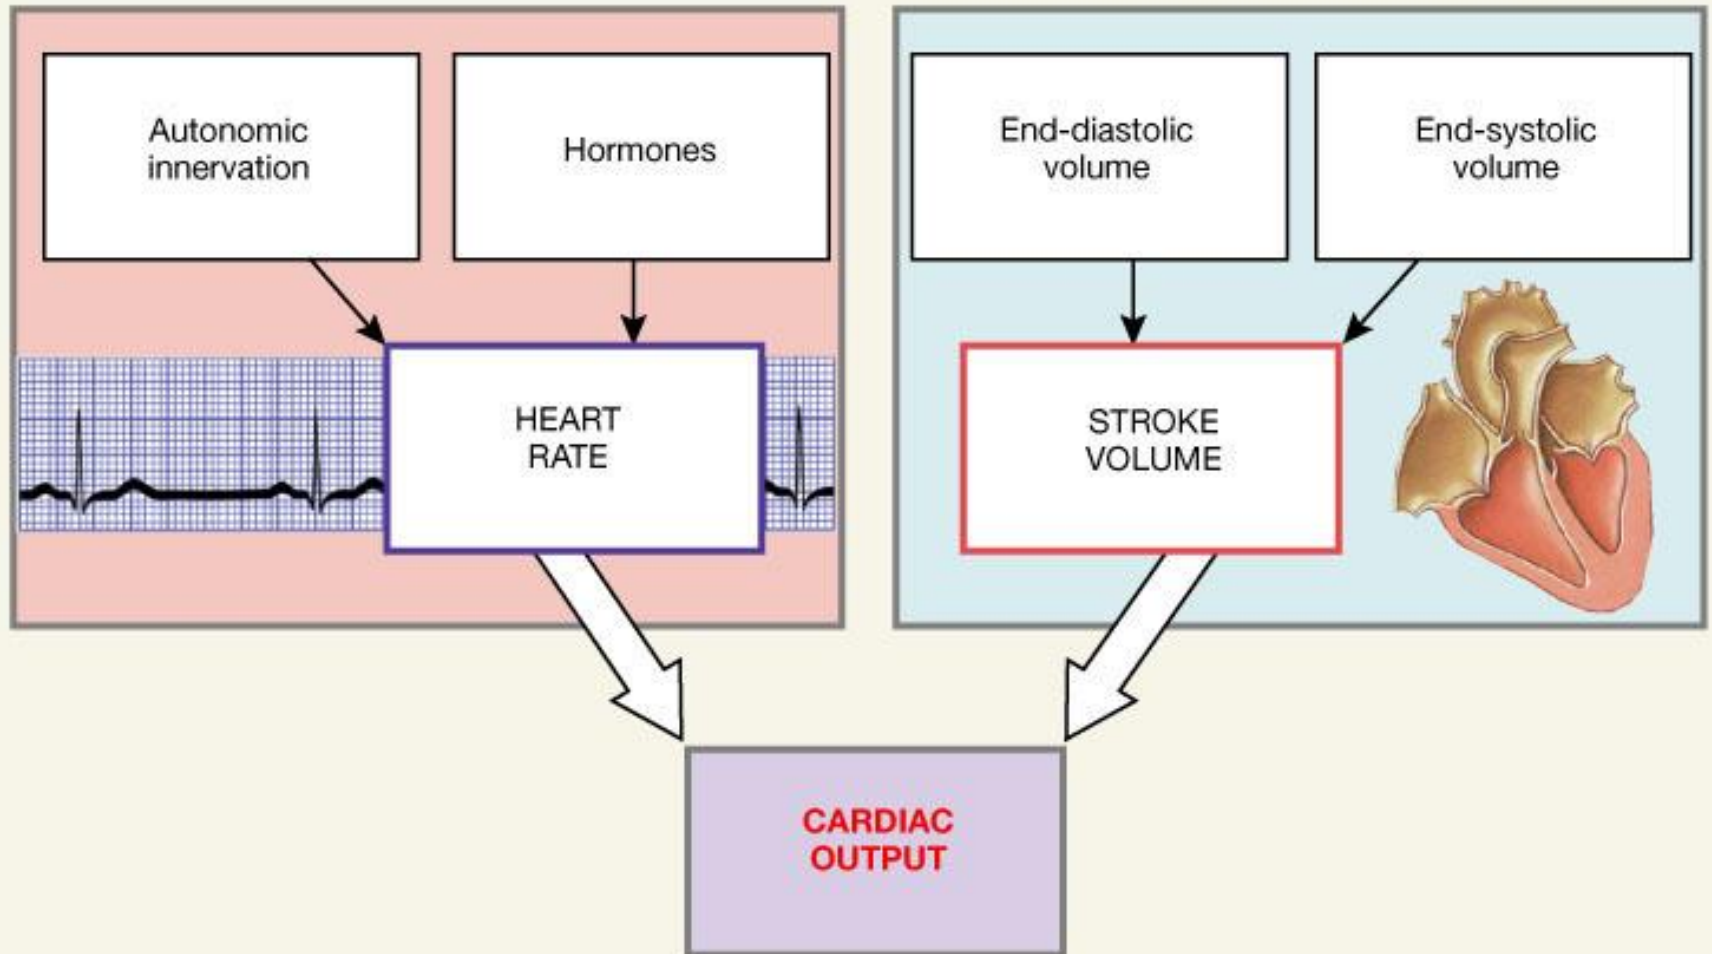 Autonomic
innervation
Hormones
End-diastolic
volume
End-systolic
volume
HEART
RATE
STROKE
VOLUME
CARDIAC
OUTPUT